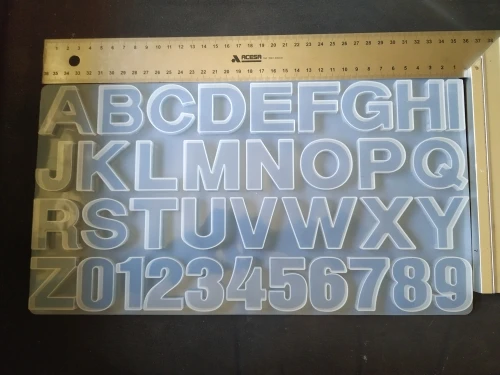 ACESA
ABCDEFGHI
JKLMNOPQ
RSTUVWXY
Z0123456789